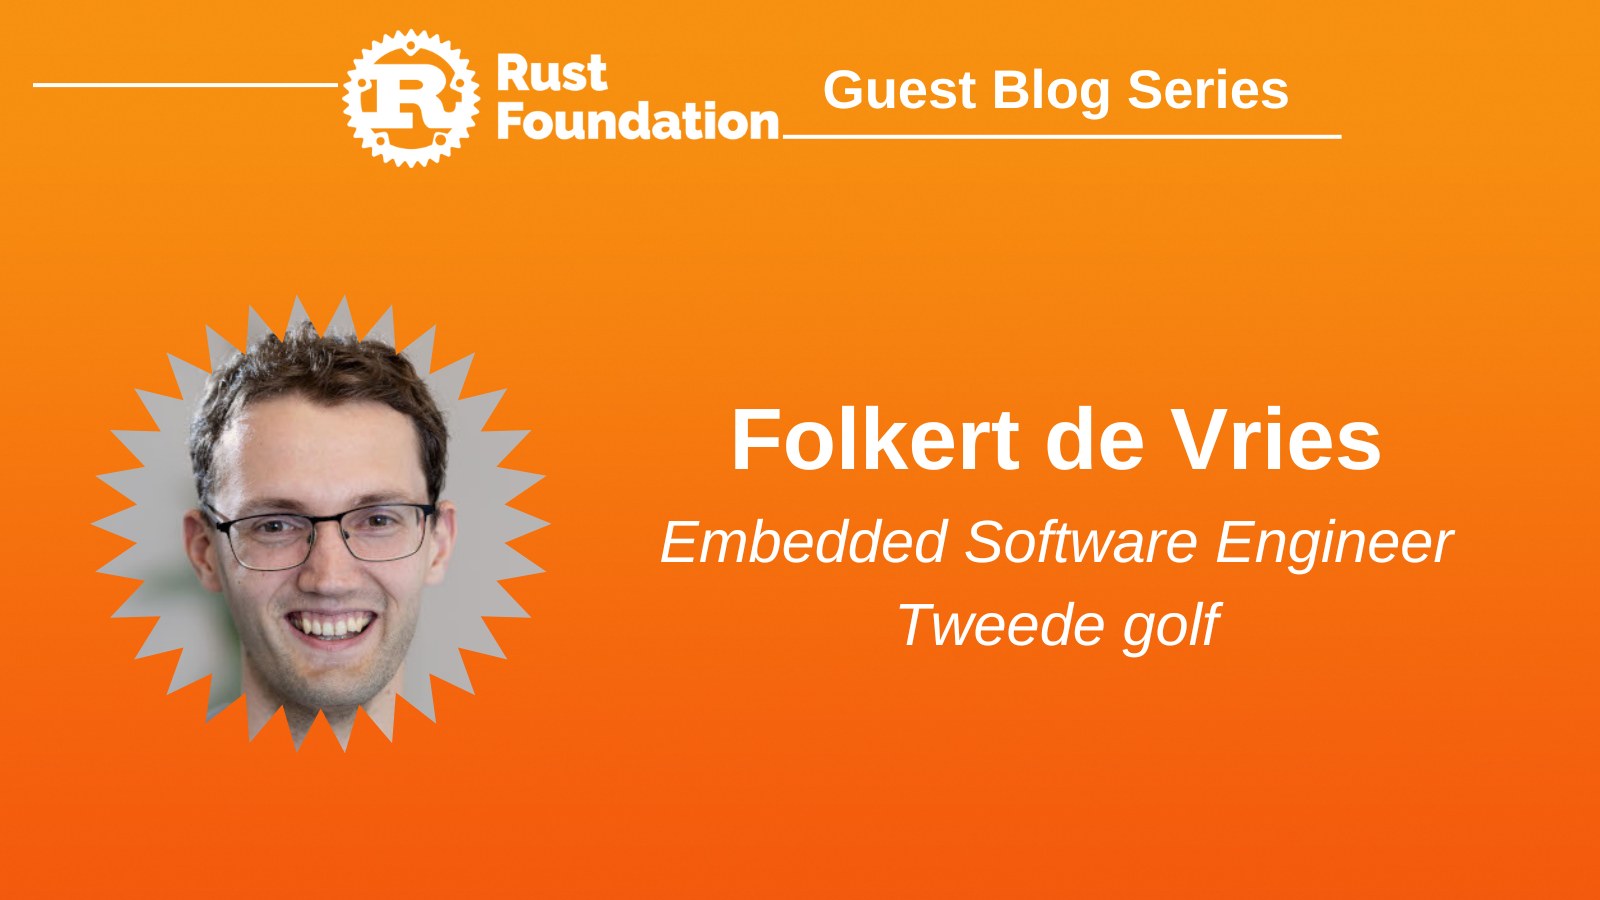 Rust
Foundation
Guest Blog Series
Folkert de Vries
Embedded Software Engineer
Tweede golf